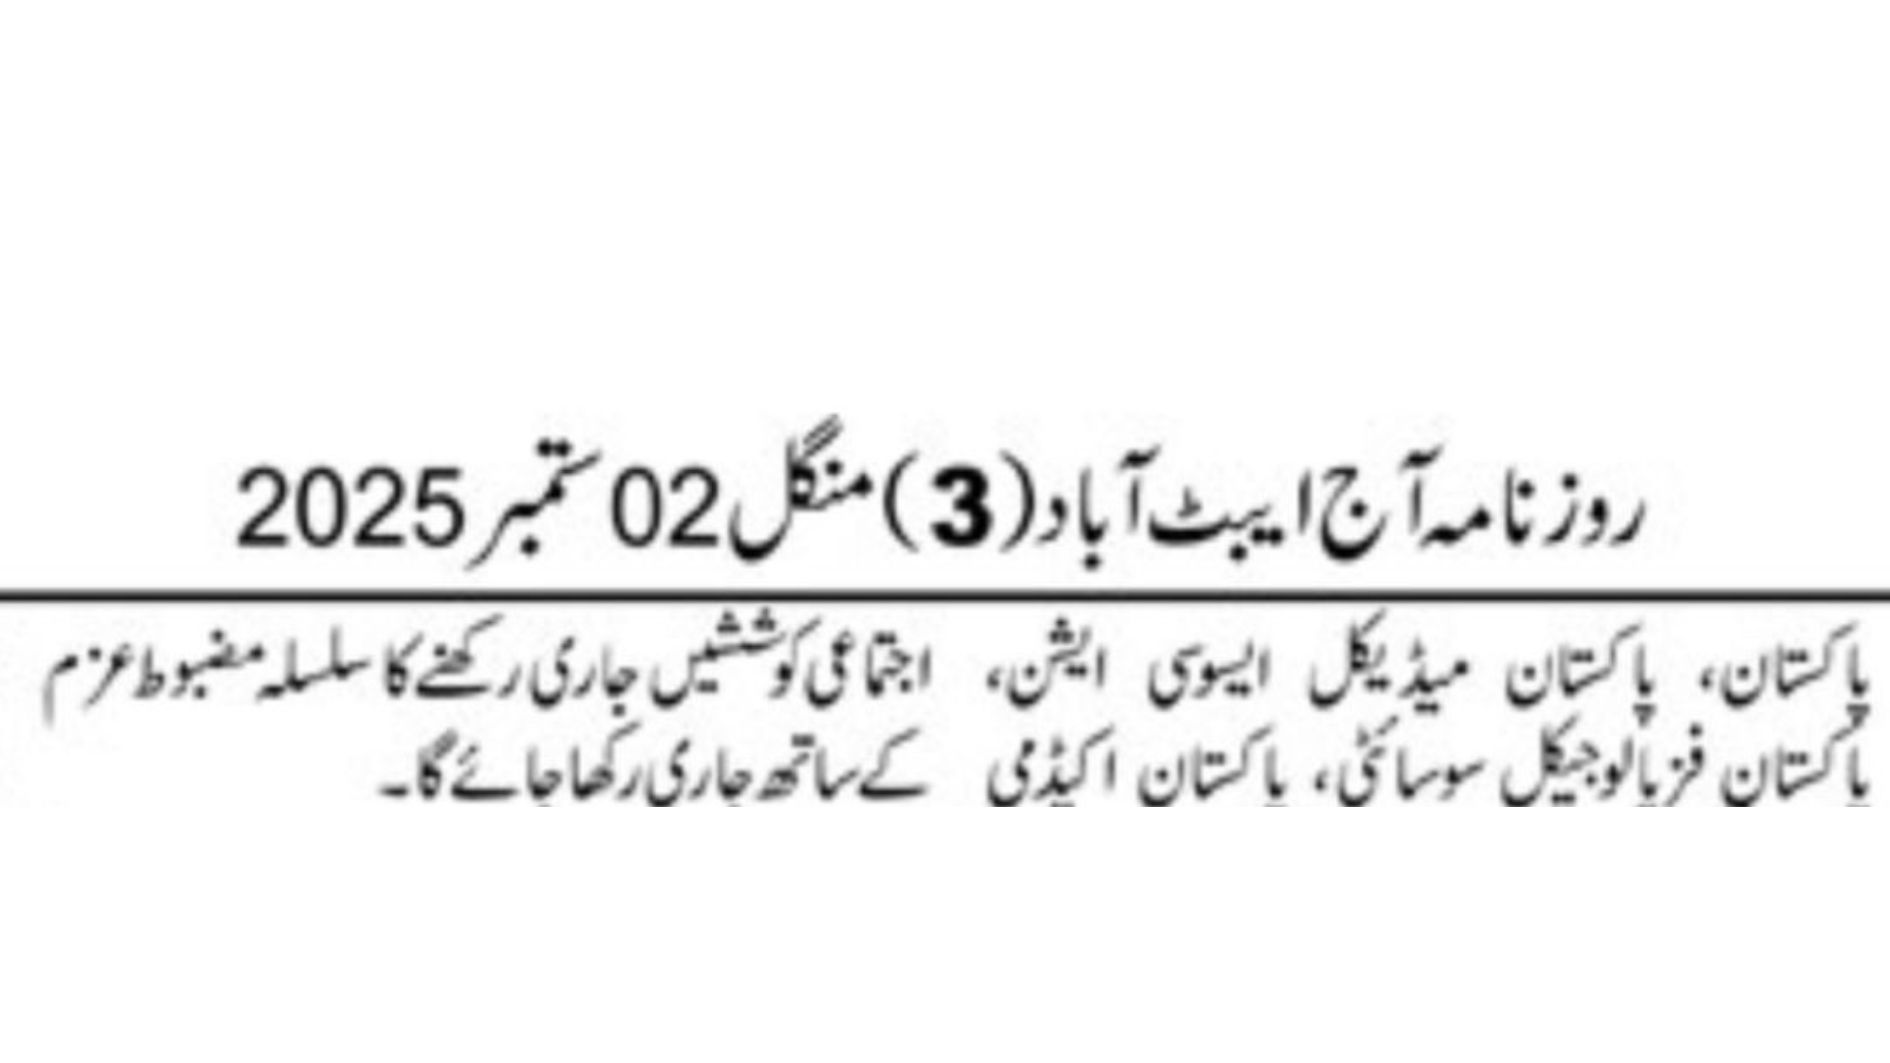 روزنامہ آج ایبٹ آباد (3) منگل 02 ستمبر 2025
پاکستان، پاکستان میڈیکل ایسوسی ایشن،
پاکستان فزیالوجیکل سوسائٹی، پاکستان اکیڈمی
اجتماعی کوششیں جاری رکھنے کا سلسلہ مضبوط عزم
کے ساتھ جاری رکھا جائے گا۔